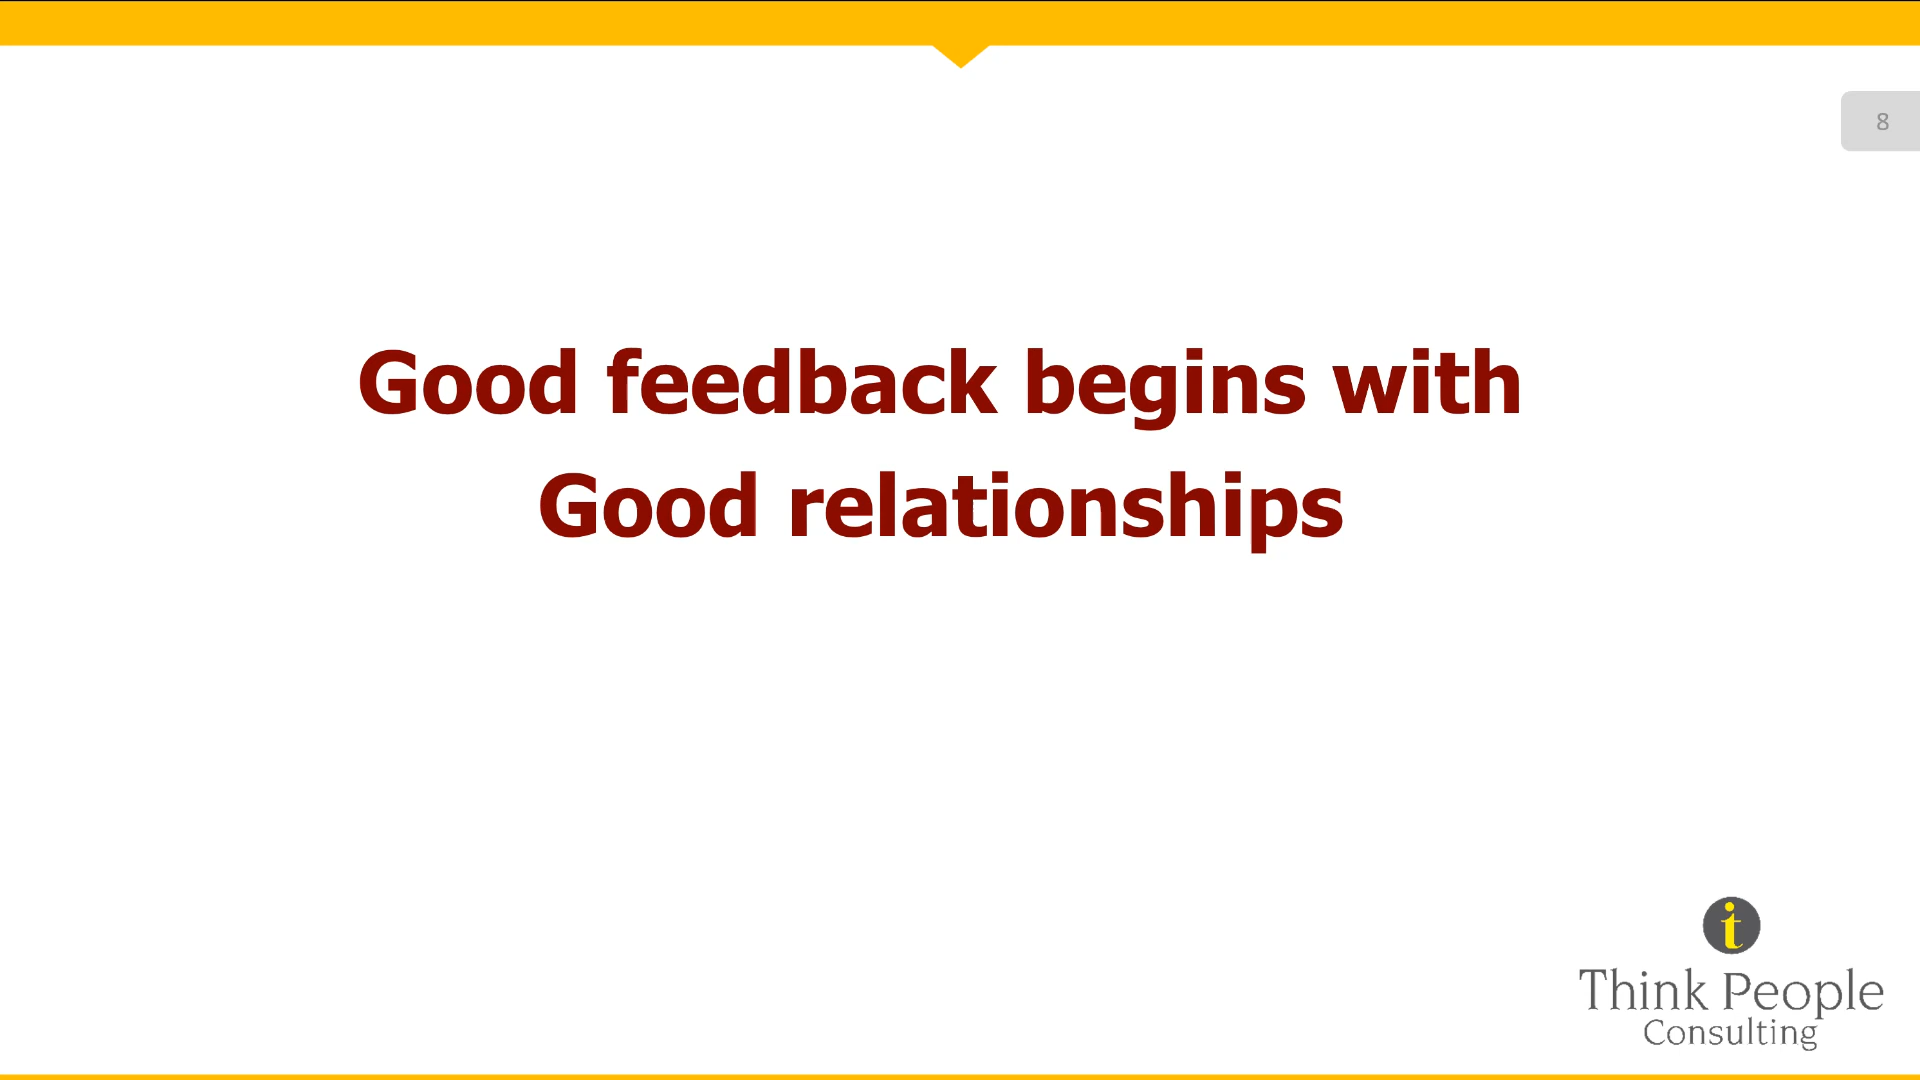 8
Good feedback begins with
Good relationships
Think People
Consulting